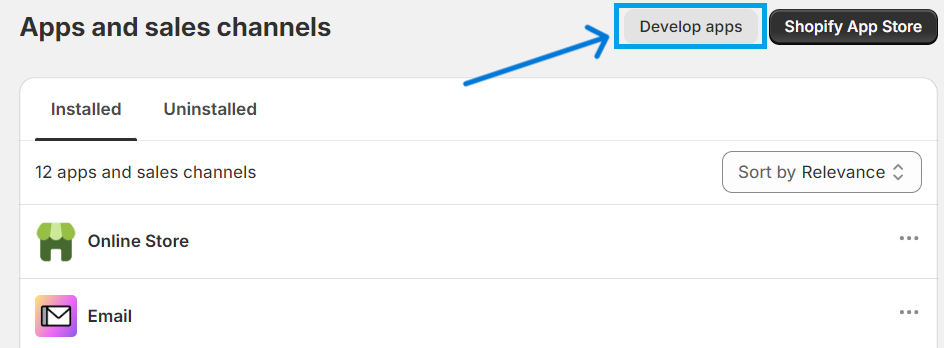 Apps and sales channels
Develop apps
Shopify App Store
Installed
Uninstalled
12 apps and sales channels
Sort by Relevance
Online Store
Email